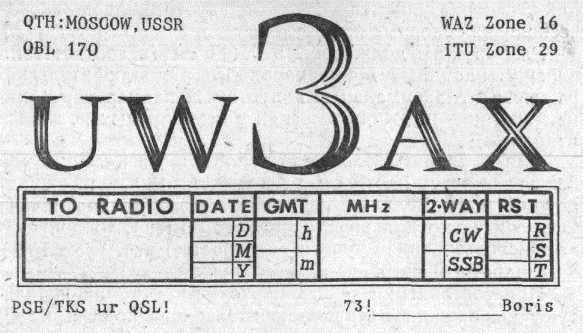 QTH:MOSCOW,USSR WAZ Zone 16
OBL 170 ITU Zone 29
UW3AX
TO RADIO DATE GMT MHz 2·WAY RST
D h CW R
M S
Y m SSB T
PSE/TKS ur QSL! 73!__________Boris